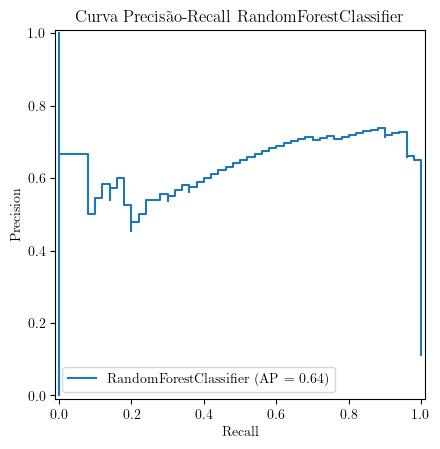 Curva Precisão-Recall RandomForestClassifier
1.0
0.8
0.6
0.4
0.2
0.0
Precision
RandomForestClassifier (AP = 0.64)
0.0 0.2 0.4 0.6 0.8 1.0
Recall